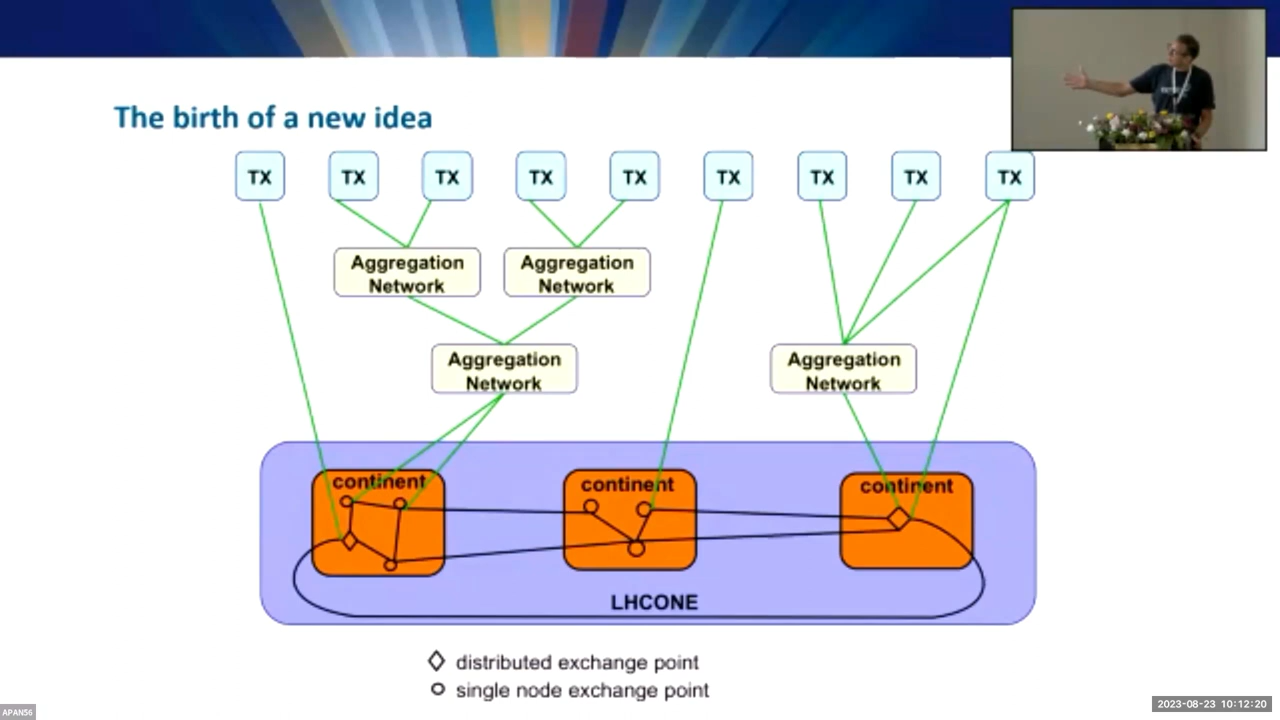 The birth of a new idea
TX TX TX TX TX TX TX TX TX
Aggregation
Network
Aggregation
Network
Aggregation
Network
Aggregation
Network
continent
continent
continent
LHCONE
distributed exchange point
single node exchange point
APAN56
2023-08-23 10:12:20